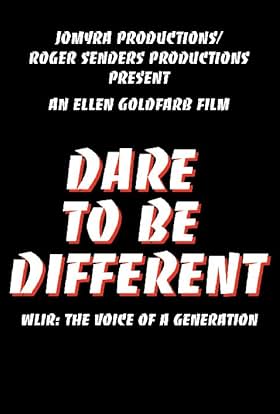 JOMYRA PRODUCTIONS/
ROGER SENDERS PRODUCTIONS
PRESENT
AN ELLEN GOLDFARB FILM
DARE
TO BE
DIFFERENT
WLIR: THE VOICE OF A GENERATION